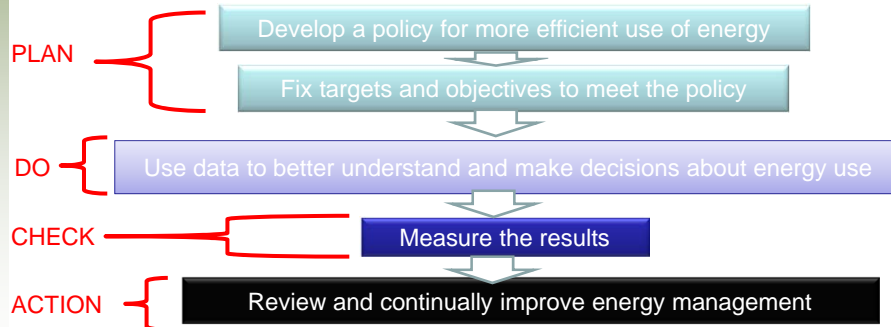 PLAN
Develop a policy for more efficient use of energy
Fix targets and objectives to meet the policy
DO
Use data to better understand and make decisions about energy use
CHECK
Measure the results
ACTION
Review and continually improve energy management